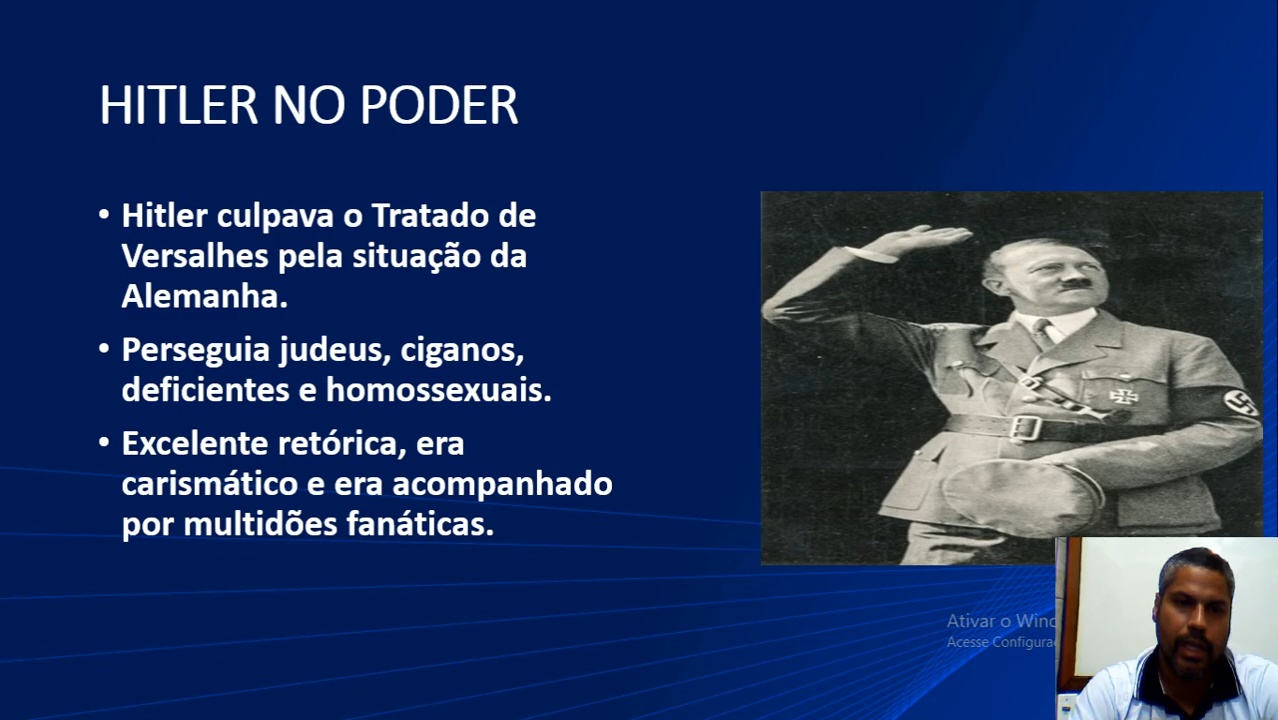 HITLER NO PODER
• Hitler culpava o Tratado de
Versalhes pela situação da
Alemanha.
• Perseguia judeus, ciganos,
deficientes e homossexuais.
• Excelente retórica, era
carismático e era acompanhado
por multidões fanáticas.
Ativar o
Acesse